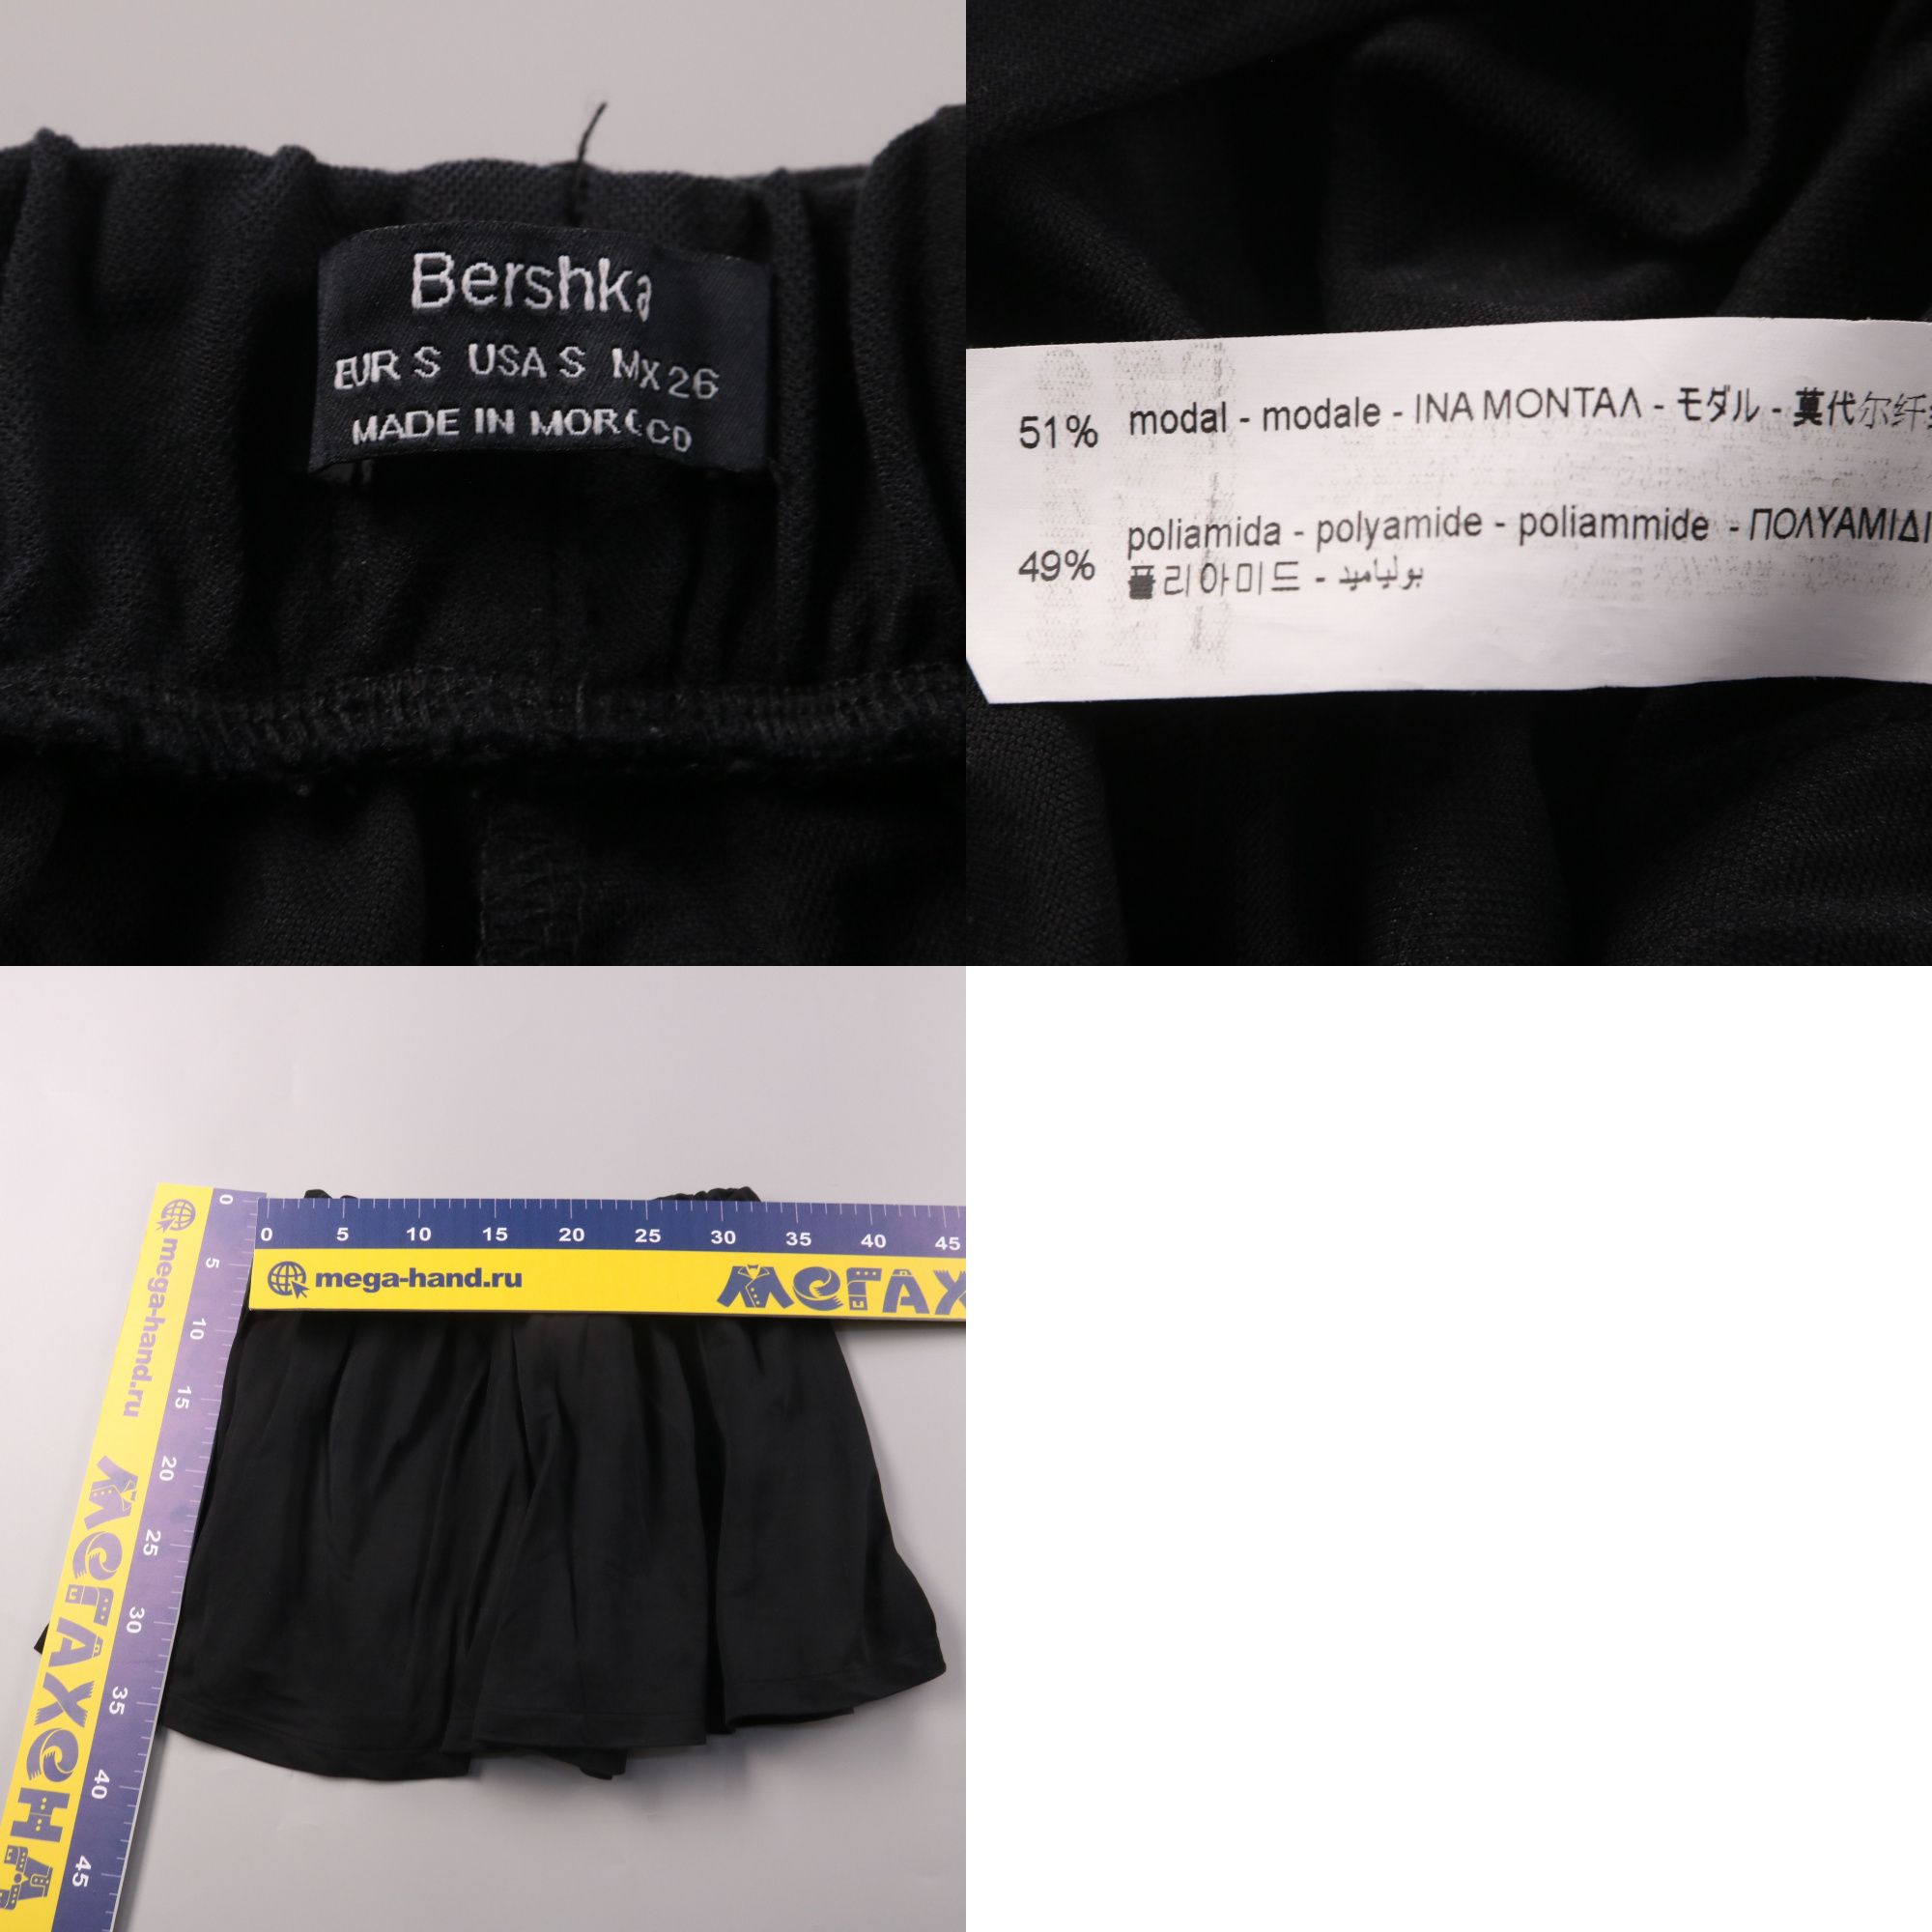 Bershka
EUR S USA S MX 26
MADE IN MOROCCO
51% modal - modale - ΙΝΑ ΜΟΝΤΑΛ - モダル - 莫代尔纤
49% poliamida - polyamide - poliammide - ΠΟΛΥΑΜΙΔΙ
폴리아미드 - بولياميد
0 5 10 15 20 25 30 35 40 45
mega-hand.ru МЕГАХ
0 5 10 15 20 25 30 35 40 45
mega-hand.ru МЕГАХЕНД